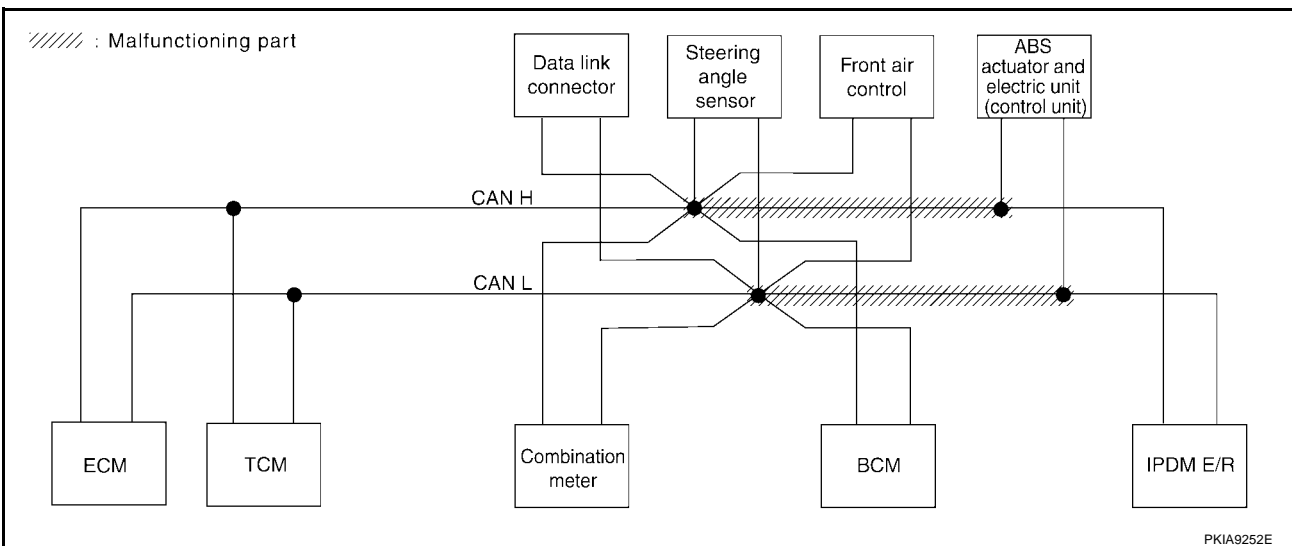 : Malfunctioning part
Data link
connector
Steering
angle
sensor
Front air
control
ABS
actuator and
electric unit
(control unit)
CAN H
CAN L
ECM
TCM
Combination
meter
BCM
IPDM E/R
PKIA9252E